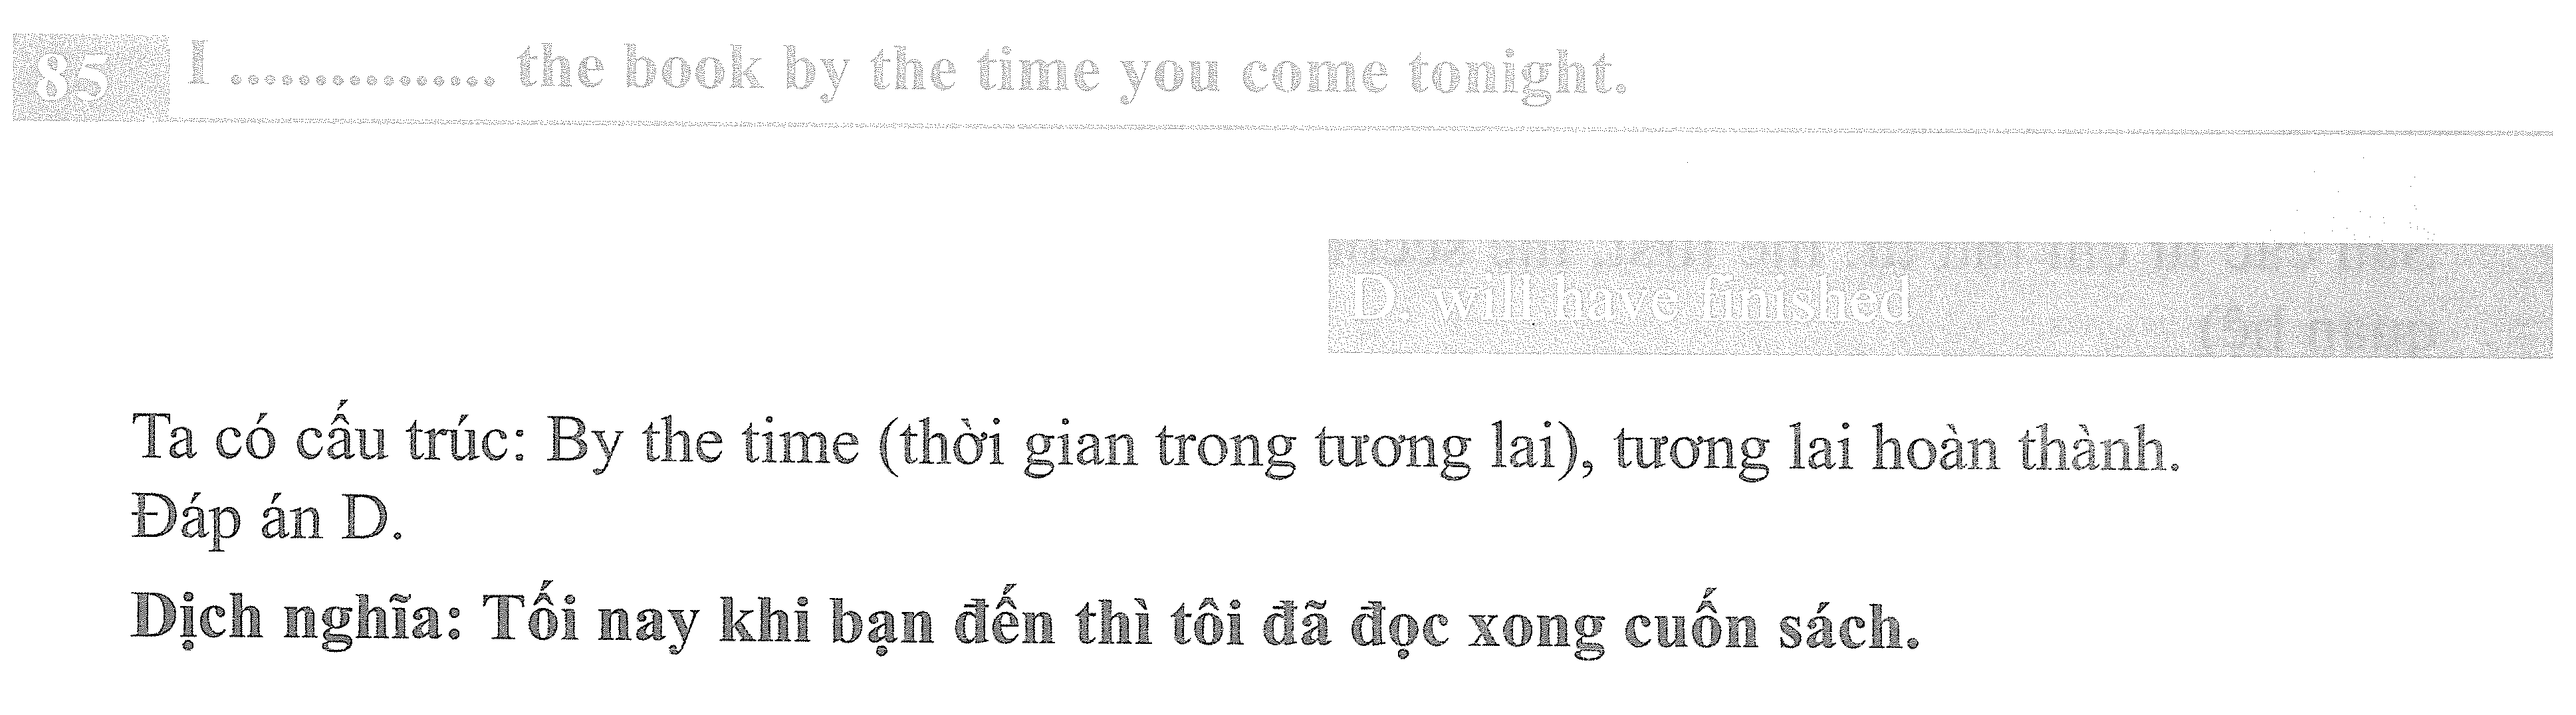 85 I ............... the book by the time you come tonight.
D. will have finished
Ta có cấu trúc: By the time (thời gian trong tương lai), tương lai hoàn thành.
Đáp án D.
Dịch nghĩa: Tối nay khi bạn đến thì tôi đã đọc xong cuốn sách.